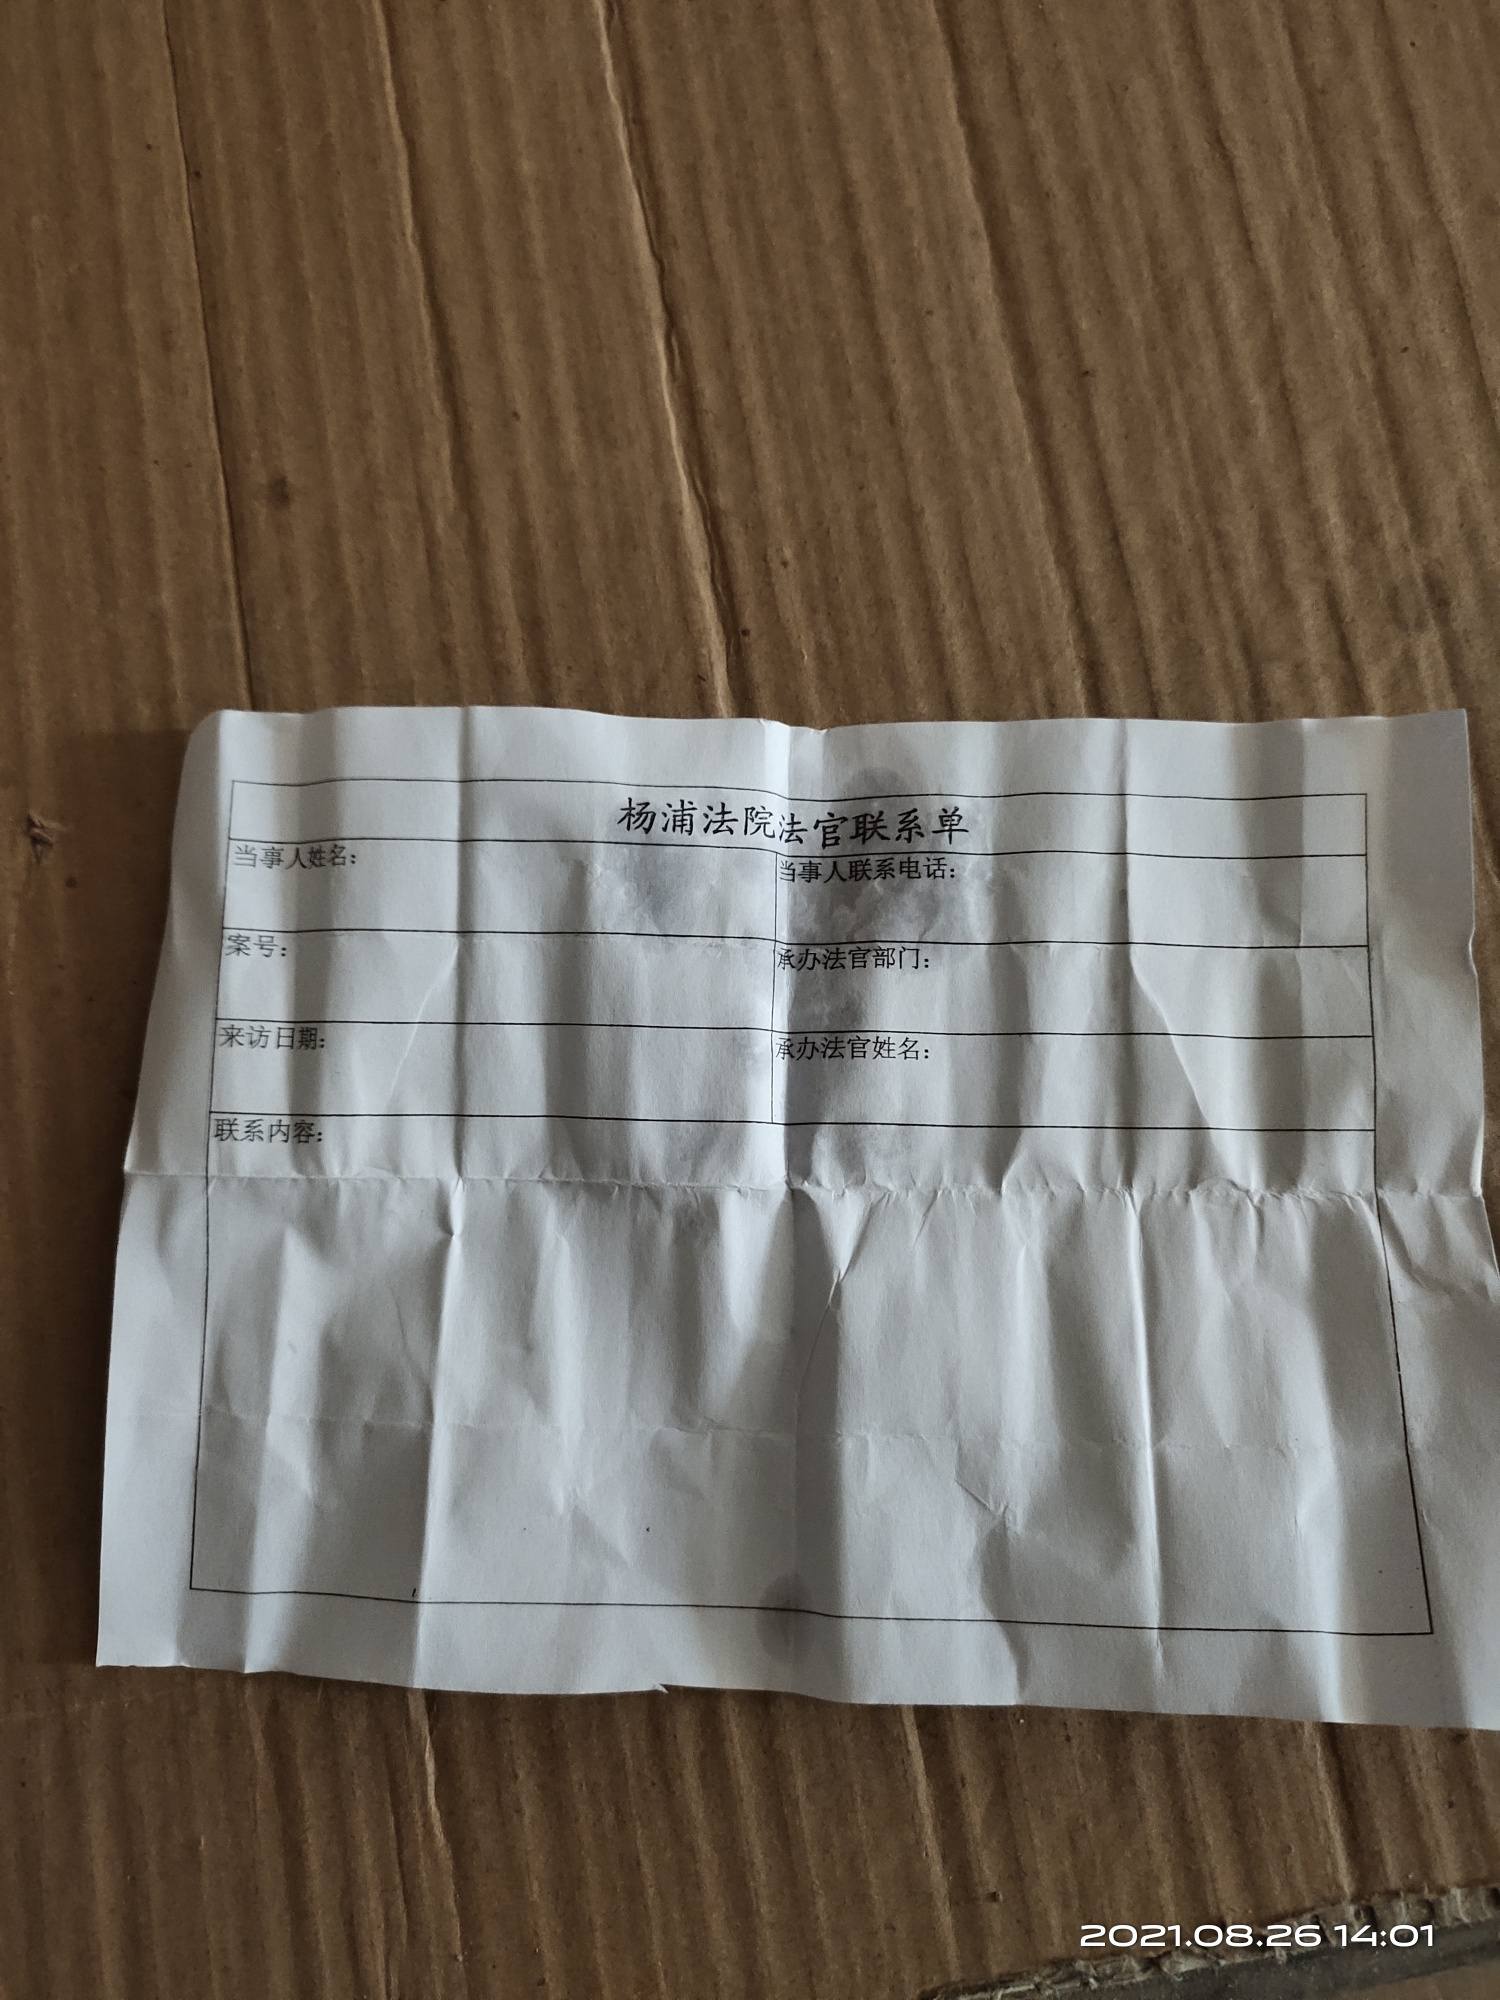 杨浦法院法官联系单
当事人姓名：
当事人联系电话：
案号：
承办法官部门：
来访日期：
承办法官姓名：
联系内容：
2021.08.26 14:01